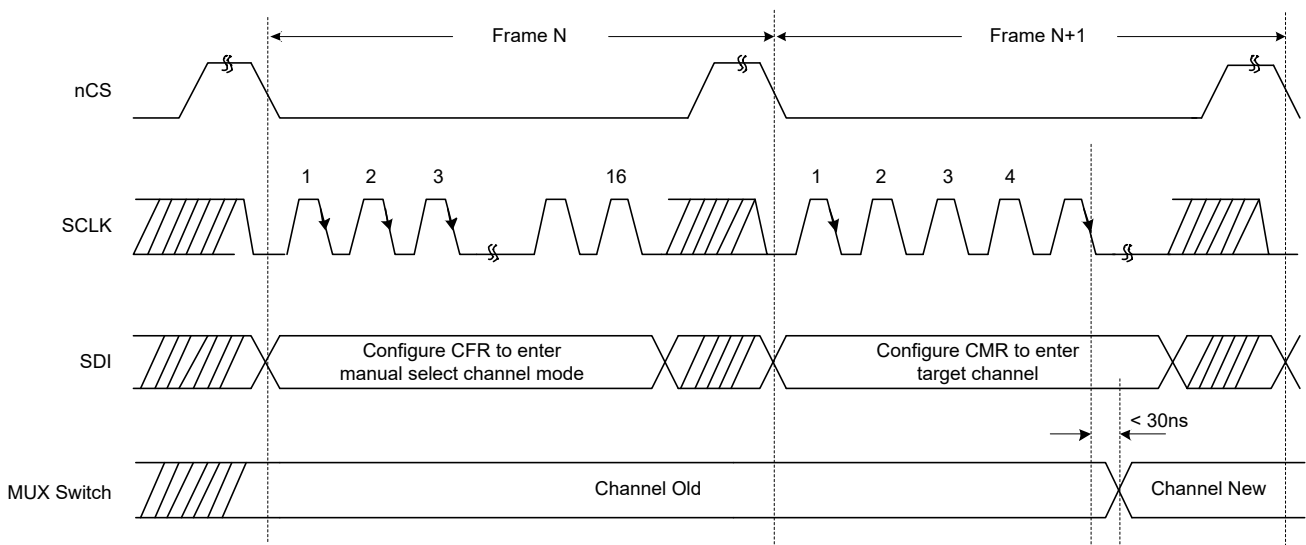 Frame N
Frame N+1
nCS
1 2 3 16 1 2 3 4
SCLK
SDI
Configure CFR to enter
manual select channel mode
Configure CMR to enter
target channel
< 30ns
MUX Switch
Channel Old
Channel New